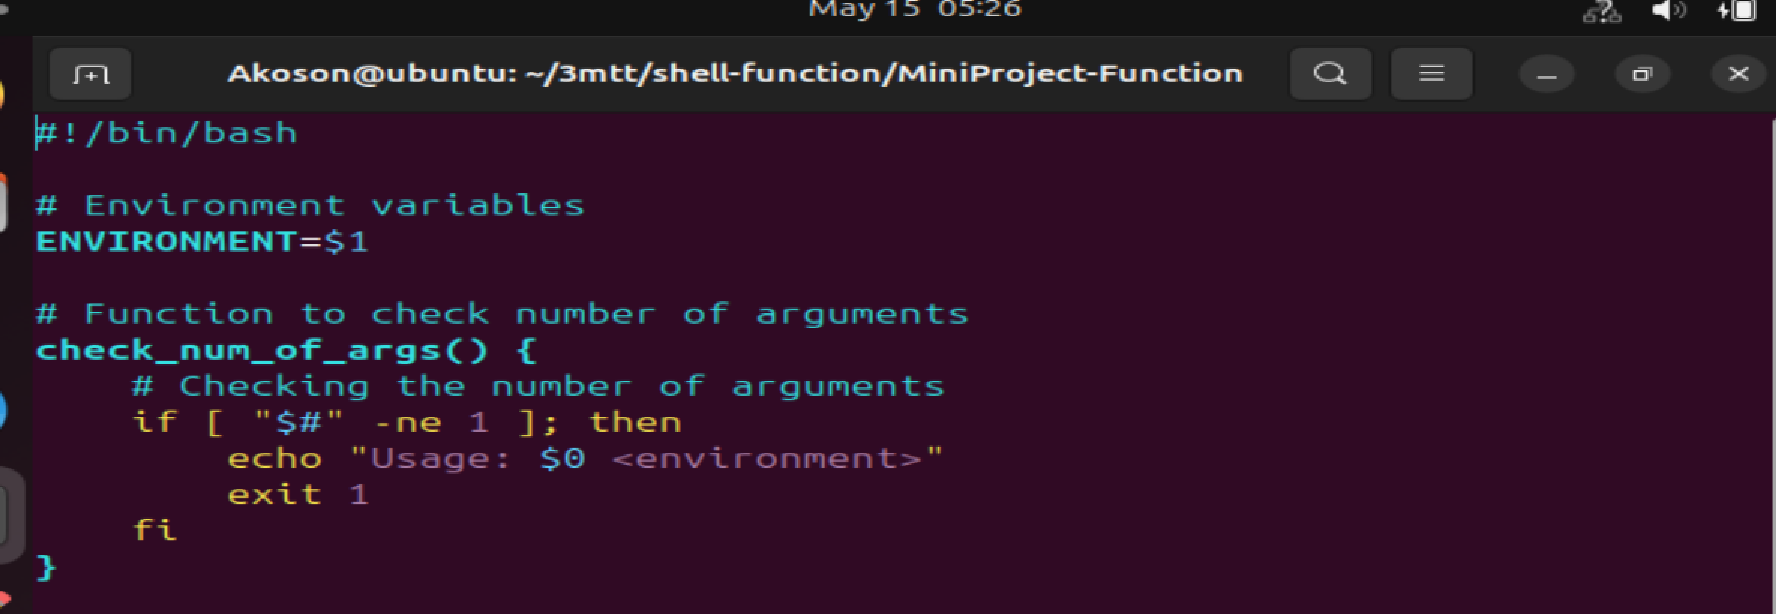 May 15 05:26
Akoson@ubuntu: ~/3mtt/shell-function/MiniProject-Function
#!/bin/bash
# Environment variables
ENVIRONMENT=$1
# Function to check number of arguments
check_num_of_args() {
    # Checking the number of arguments
    if [ "$#" -ne 1 ]; then
        echo "Usage: $0 <environment>"
        exit 1
    fi
}